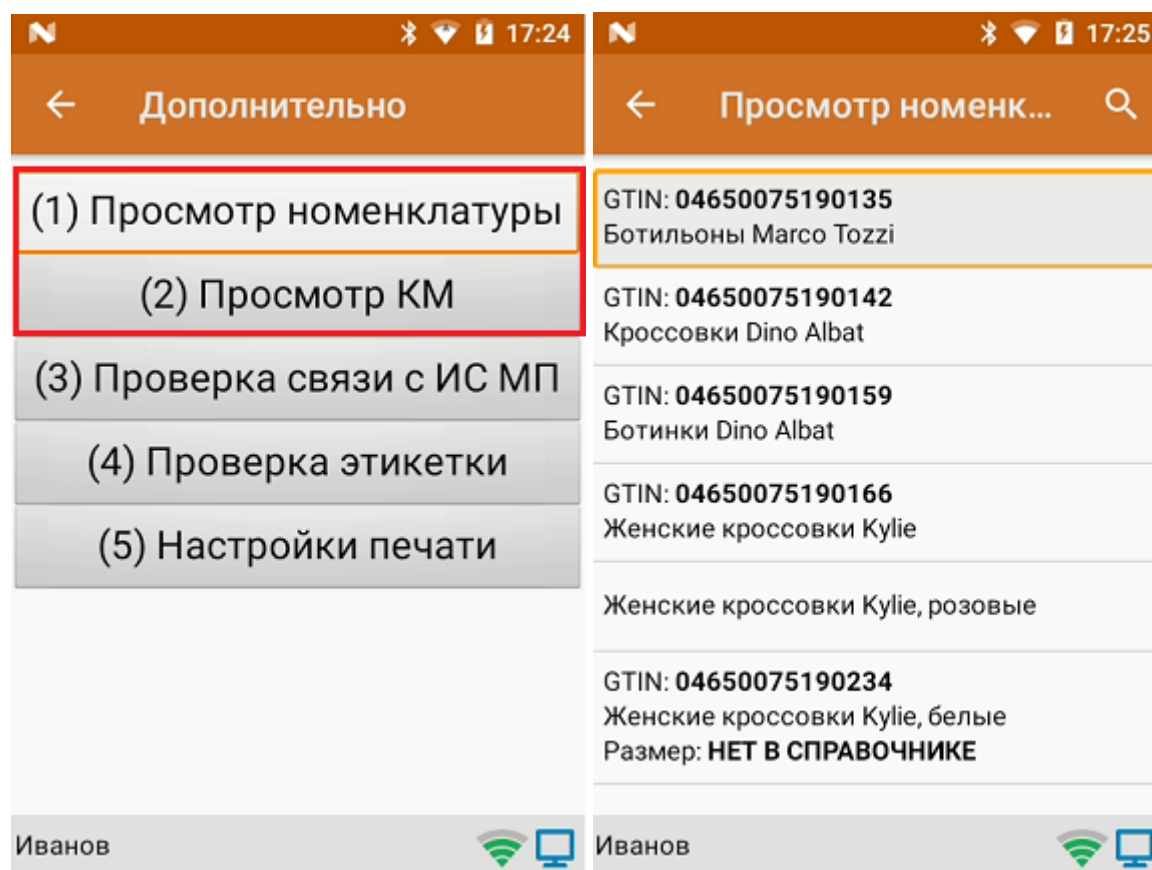 17:24
Дополнительно
(1) Просмотр номенклатуры
(2) Просмотр КМ
(3) Проверка связи с ИС МП
(4) Проверка этикетки
(5) Настройки печати
Иванов
17:25
Просмотр номенк...
GTIN: 04650075190135
Ботильоны Marco Tozzi
GTIN: 04650075190142
Кроссовки Dino Albat
GTIN: 04650075190159
Ботинки Dino Albat
GTIN: 04650075190166
Женские кроссовки Kylie
Женские кроссовки Kylie, розовые
GTIN: 04650075190234
Женские кроссовки Kylie, белые
Размер: НЕТ В СПРАВОЧНИКЕ
Иванов